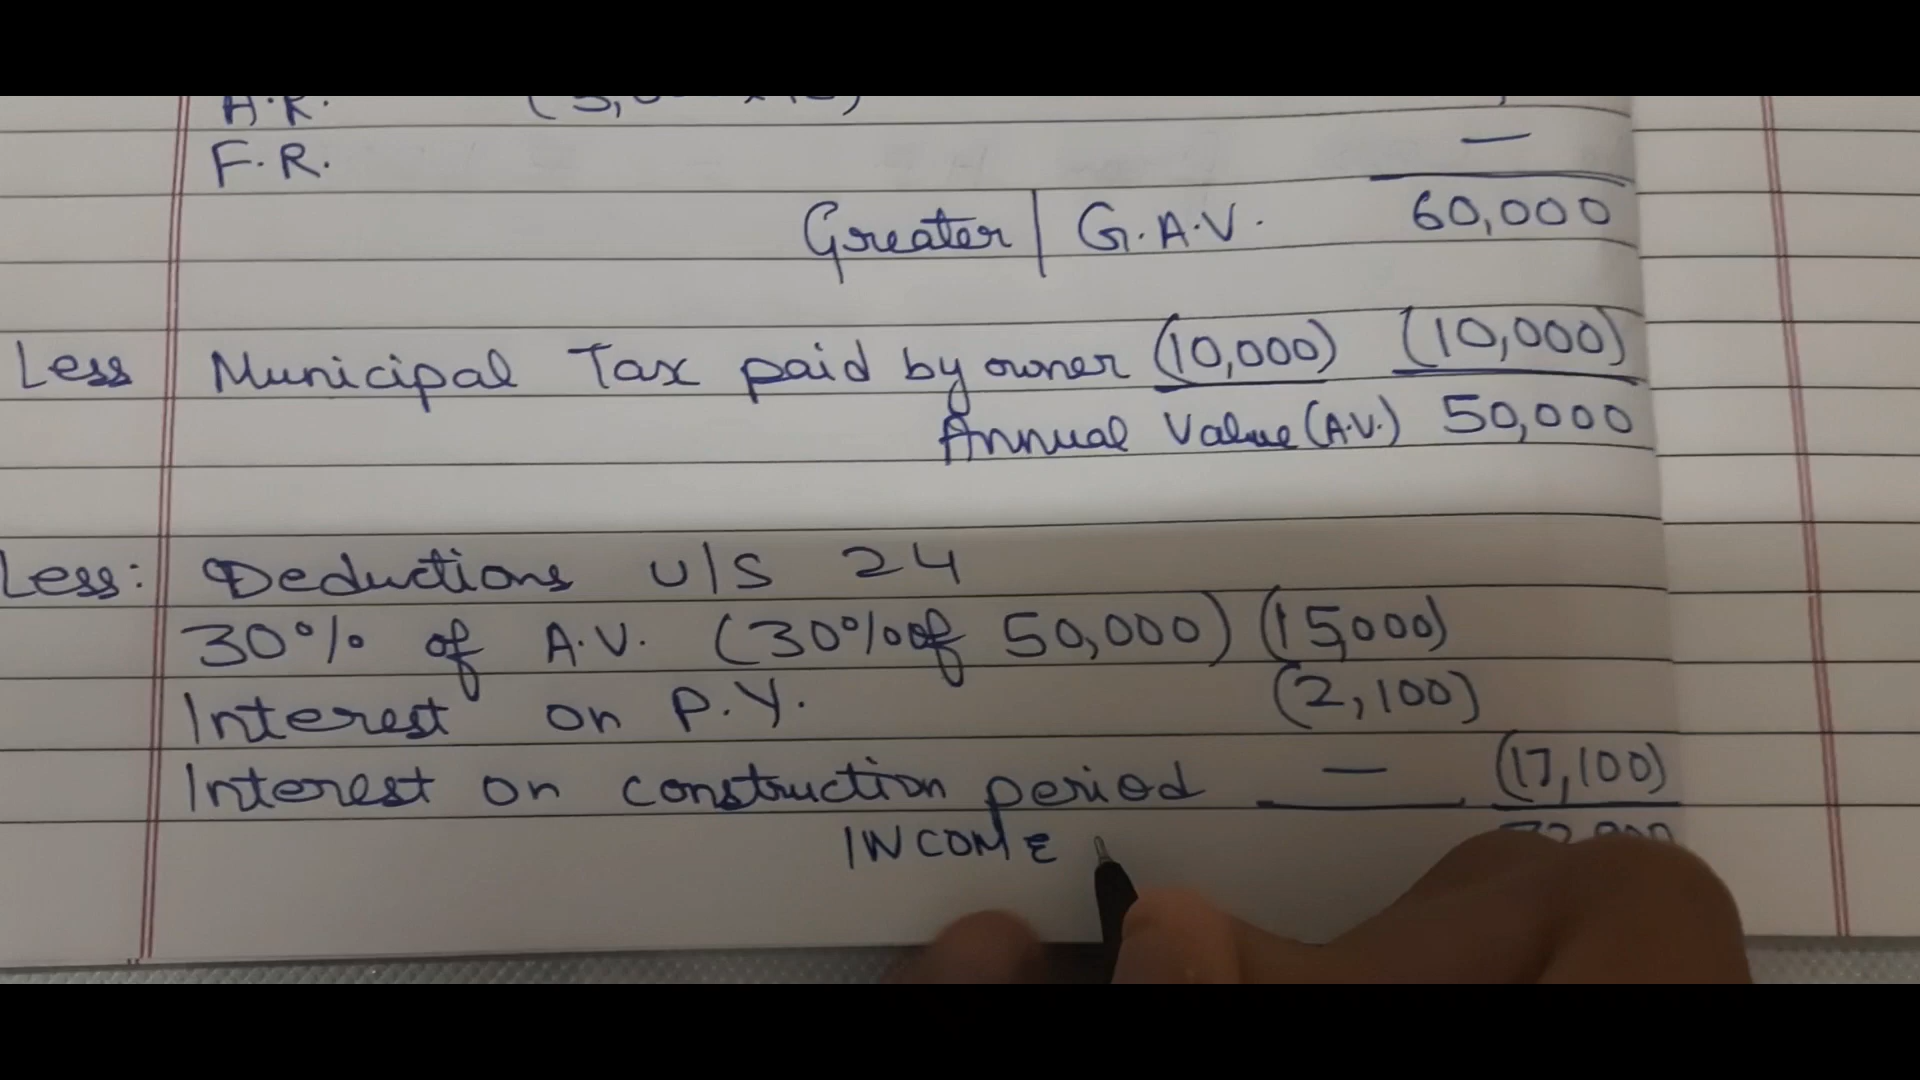 A.R.
F.R. —
Greater | G.A.V. 60,000
Less Municipal Tax paid by owner (10,000) (10,000)
Annual Value (A.V.) 50,000
Less: Deductions U/S 24
30% of A.V. (30% of 50,000) (15,000)
Interest on P.Y. (2,100)
Interest on construction period — (17,100)
INCOME